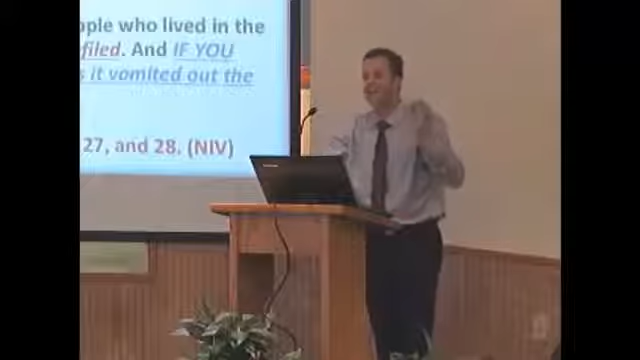 ople who lived in the
filed. And IF YOU
s it vomited out the
27, and 28. (NIV)